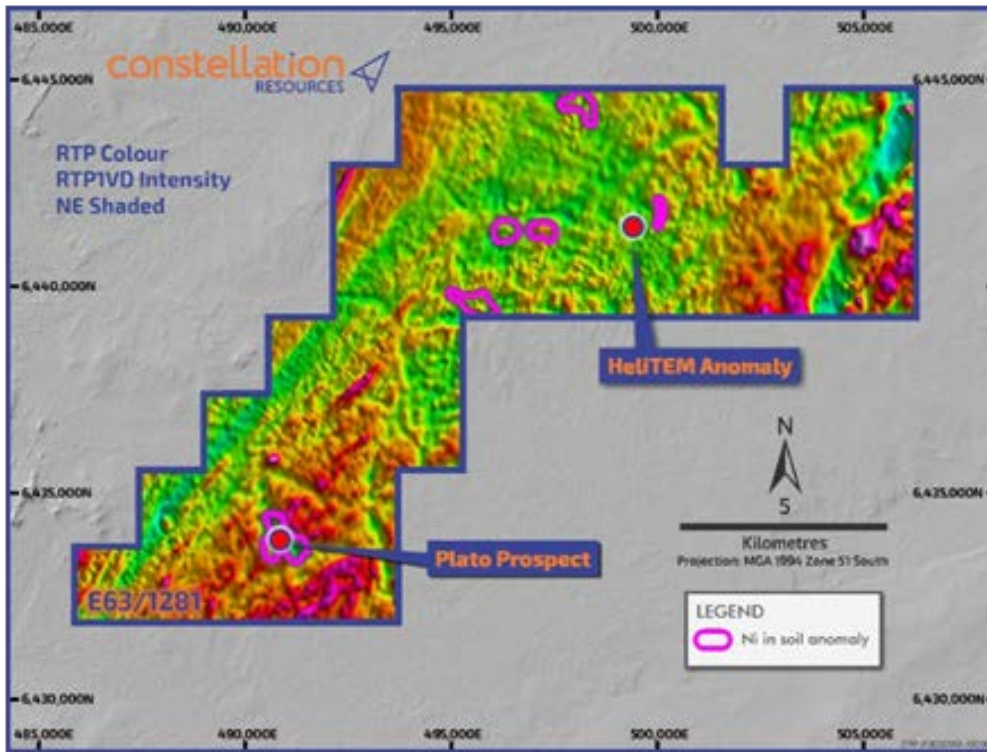 485,000E 490,000E 495,000E 500,000E 505,000E
constellation
RESOURCES
6,445,000N 6,445,000N
RTP Colour
RTP1VD Intensity
NE Shaded
6,440,000N 6,440,000N
HeliTEM Anomaly
N
6,435,000N 6,435,000N
5
Kilometres
Projection: MGA 1994 Zone 51 South
Plato Prospect
E63/1281
LEGEND
Ni in soil anomaly
6,430,000N 6,430,000N
485,000E 490,000E 495,000E 500,000E 505,000E